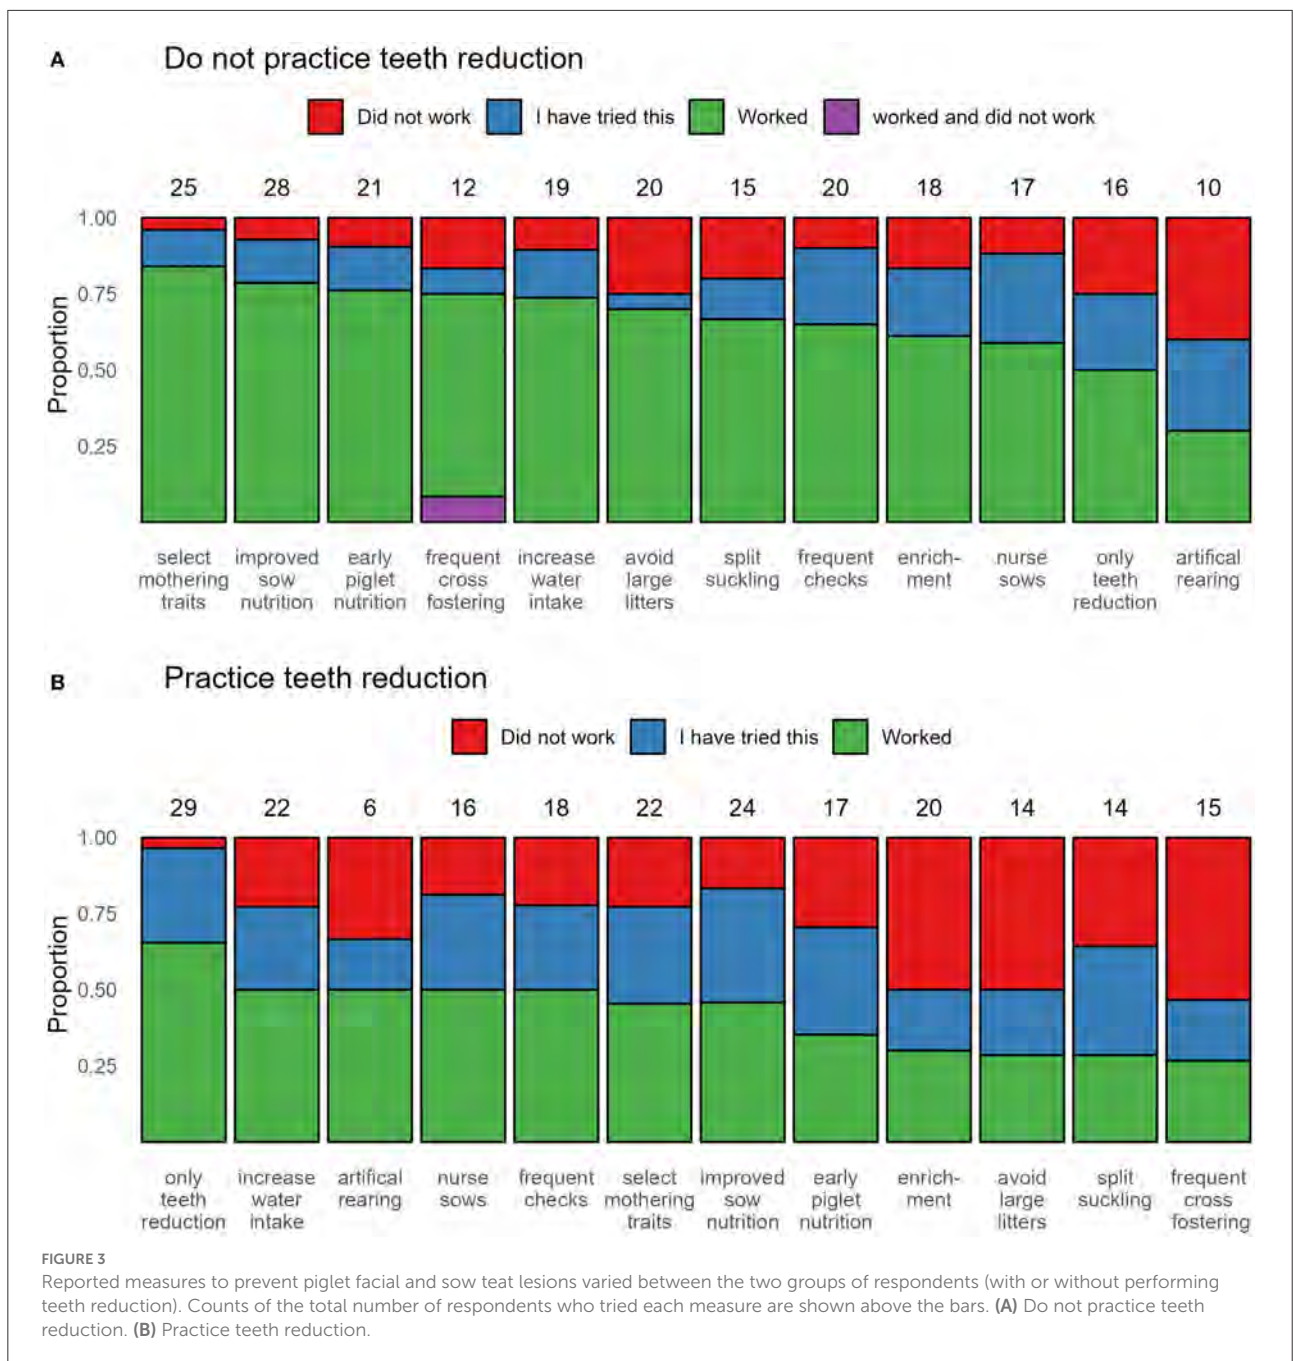 A Do not practice teeth reduction
Did not work I have tried this Worked worked and did not work
25 28 21 12 19 20 15 20 18 17 16 10
1.00
0.75
0.50
0.25
Proportion
select improved early frequent increase avoid split frequent enrich- nurse only artifical
mothering sow piglet cross water large suckling checks ment sows teeth rearing
traits nutrition nutrition fostering intake litters reduction
B Practice teeth reduction
Did not work I have tried this Worked
29 22 6 16 18 22 24 17 20 14 14 15
1.00
0.75
0.50
0.25
Proportion
only increase artifical nurse frequent select improved early enrich- avoid split frequent
teeth water rearing sows checks mothering sow piglet ment large suckling cross
reduction intake traits nutrition nutrition litters fostering
FIGURE 3
Reported measures to prevent piglet facial and sow teat lesions varied between the two groups of respondents (with or without performing
teeth reduction). Counts of the total number of respondents who tried each measure are shown above the bars. (A) Do not practice teeth
reduction. (B) Practice teeth reduction.